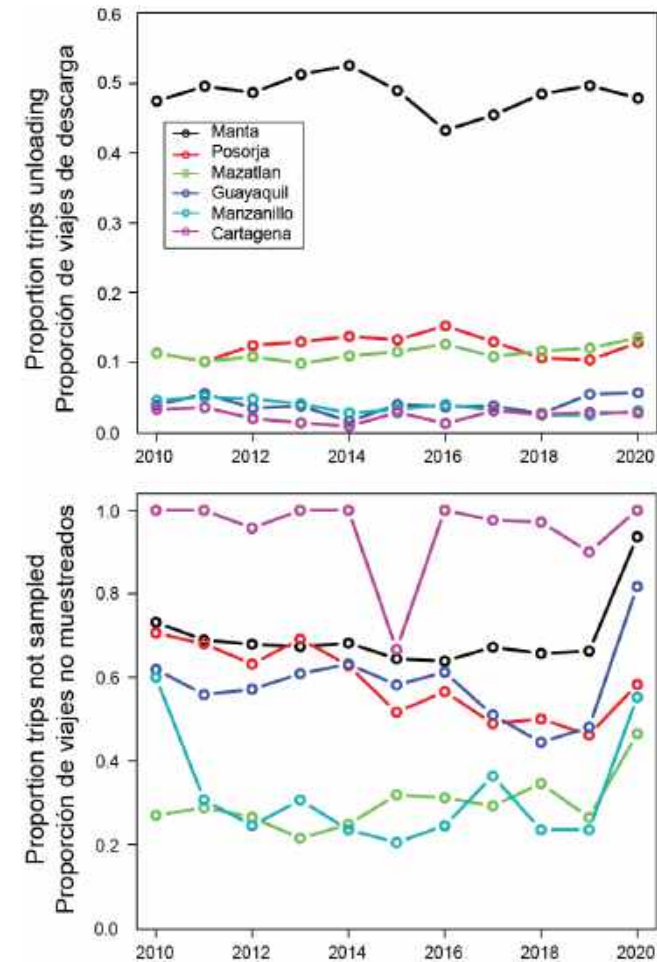 Proportion trips unloading
Proporción de viajes de descarga
0.6
0.5
0.4
0.3
0.2
0.1
0.0
Manta
Posorja
Mazatlan
Guayaquil
Manzanillo
Cartagena
2010 2012 2014 2016 2018 2020
Proportion trips not sampled
Proporción de viajes no muestreados
1.0
0.8
0.6
0.4
0.2
0.0
2010 2012 2014 2016 2018 2020